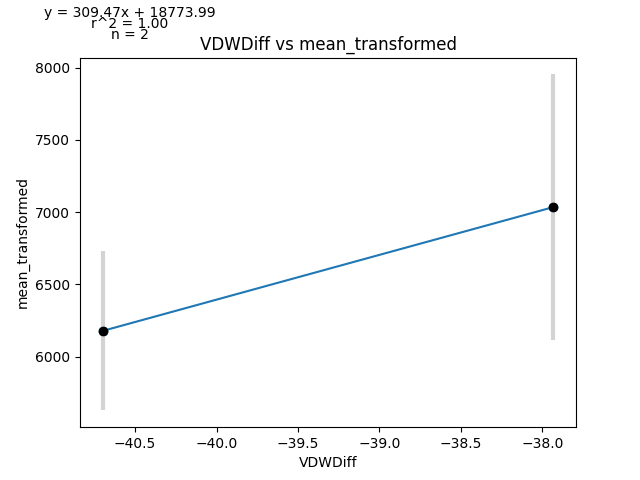 y = 309.47x + 18773.99
r^2 = 1.00
n = 2
VDWDiff vs mean_transformed
8000
7500
7000
6500
6000
mean_transformed
−40.5 −40.0 −39.5 −39.0 −38.5 −38.0
VDWDiff